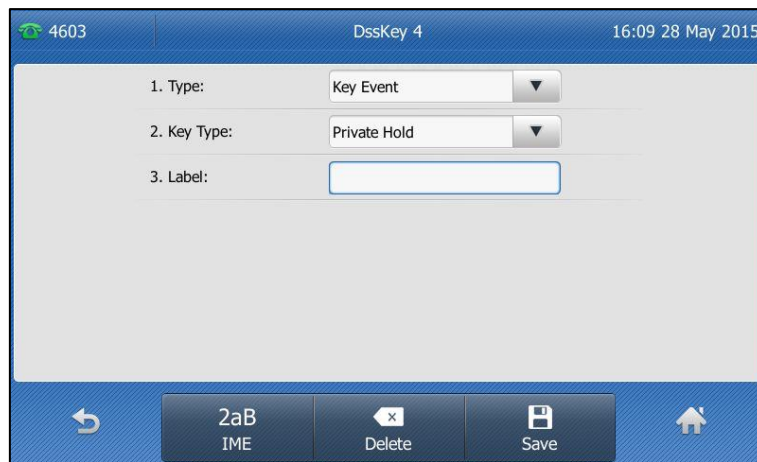 4603 DssKey 4 16:09 28 May 2015
1. Type: Key Event
2. Key Type: Private Hold
3. Label:
2aB
IME Delete Save